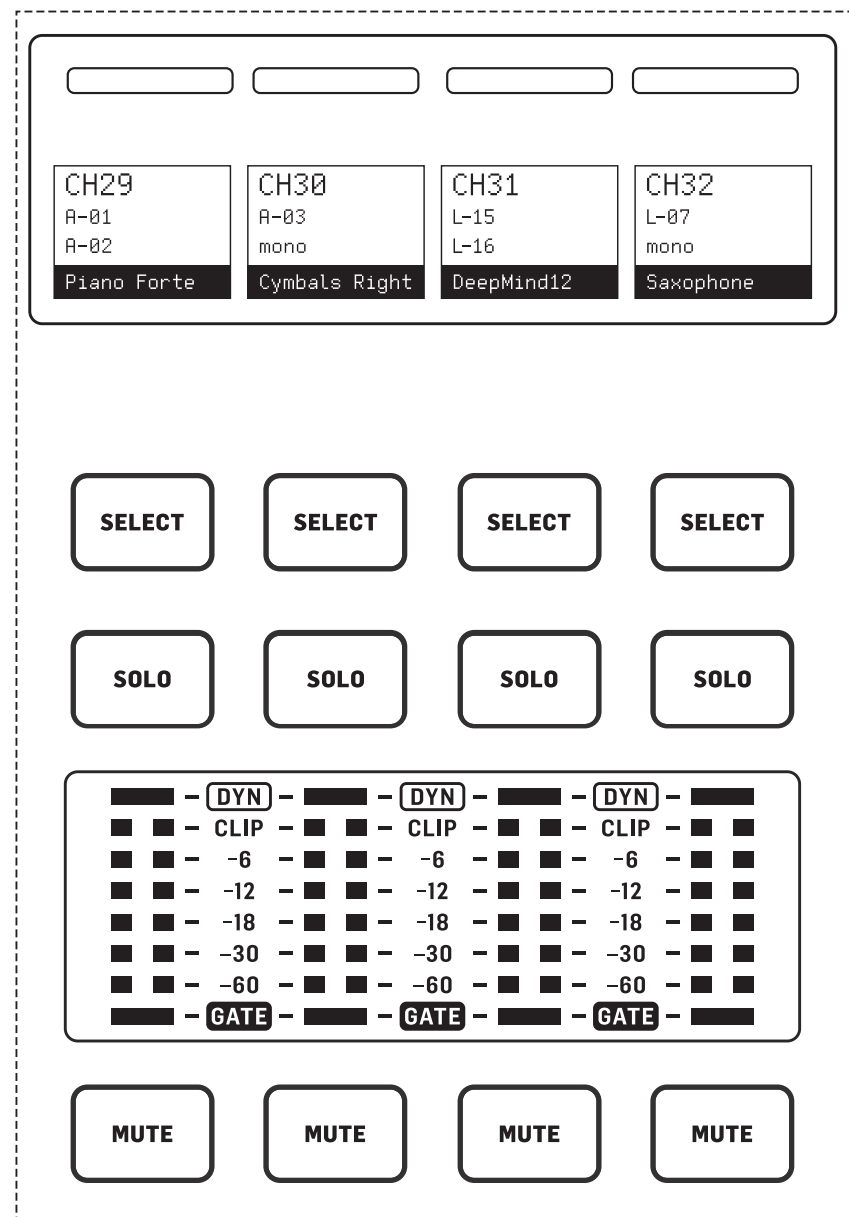 CH29 CH30 CH31 CH32
A-01 A-03 L-15 L-07
A-02 mono L-16 mono
Piano Forte Cymbals Right DeepMind12 Saxophone
SELECT SELECT SELECT SELECT
SOLO SOLO SOLO SOLO
DYN DYN DYN
CLIP CLIP CLIP
-6 -6 -6
-12 -12 -12
-18 -18 -18
-30 -30 -30
-60 -60 -60
GATE GATE GATE
MUTE MUTE MUTE MUTE